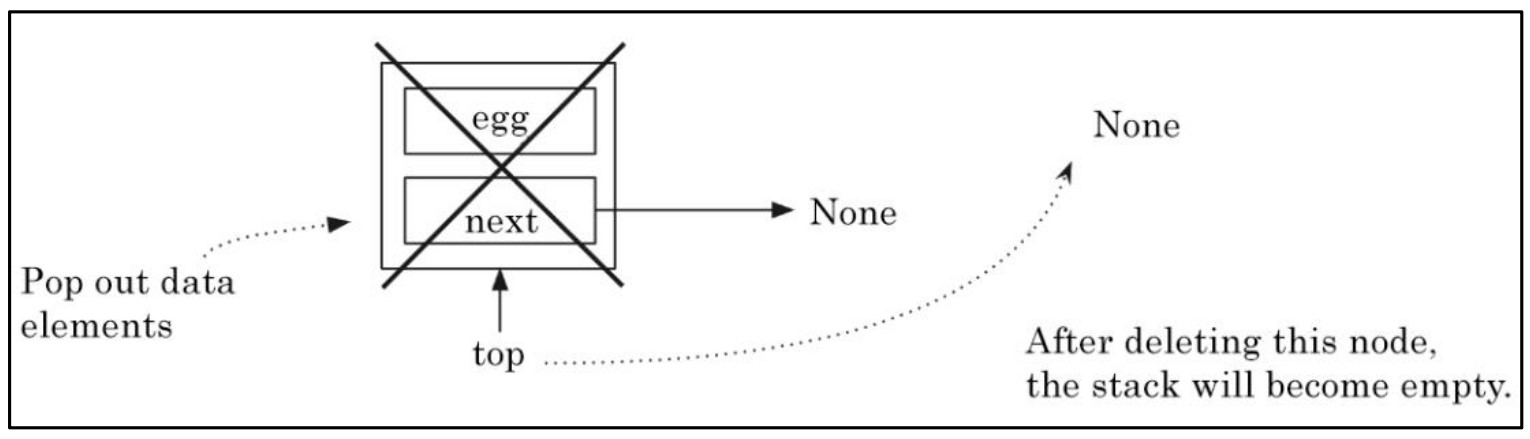 egg
None
next
None
Pop out data
elements
top
After deleting this node,
the stack will become empty.